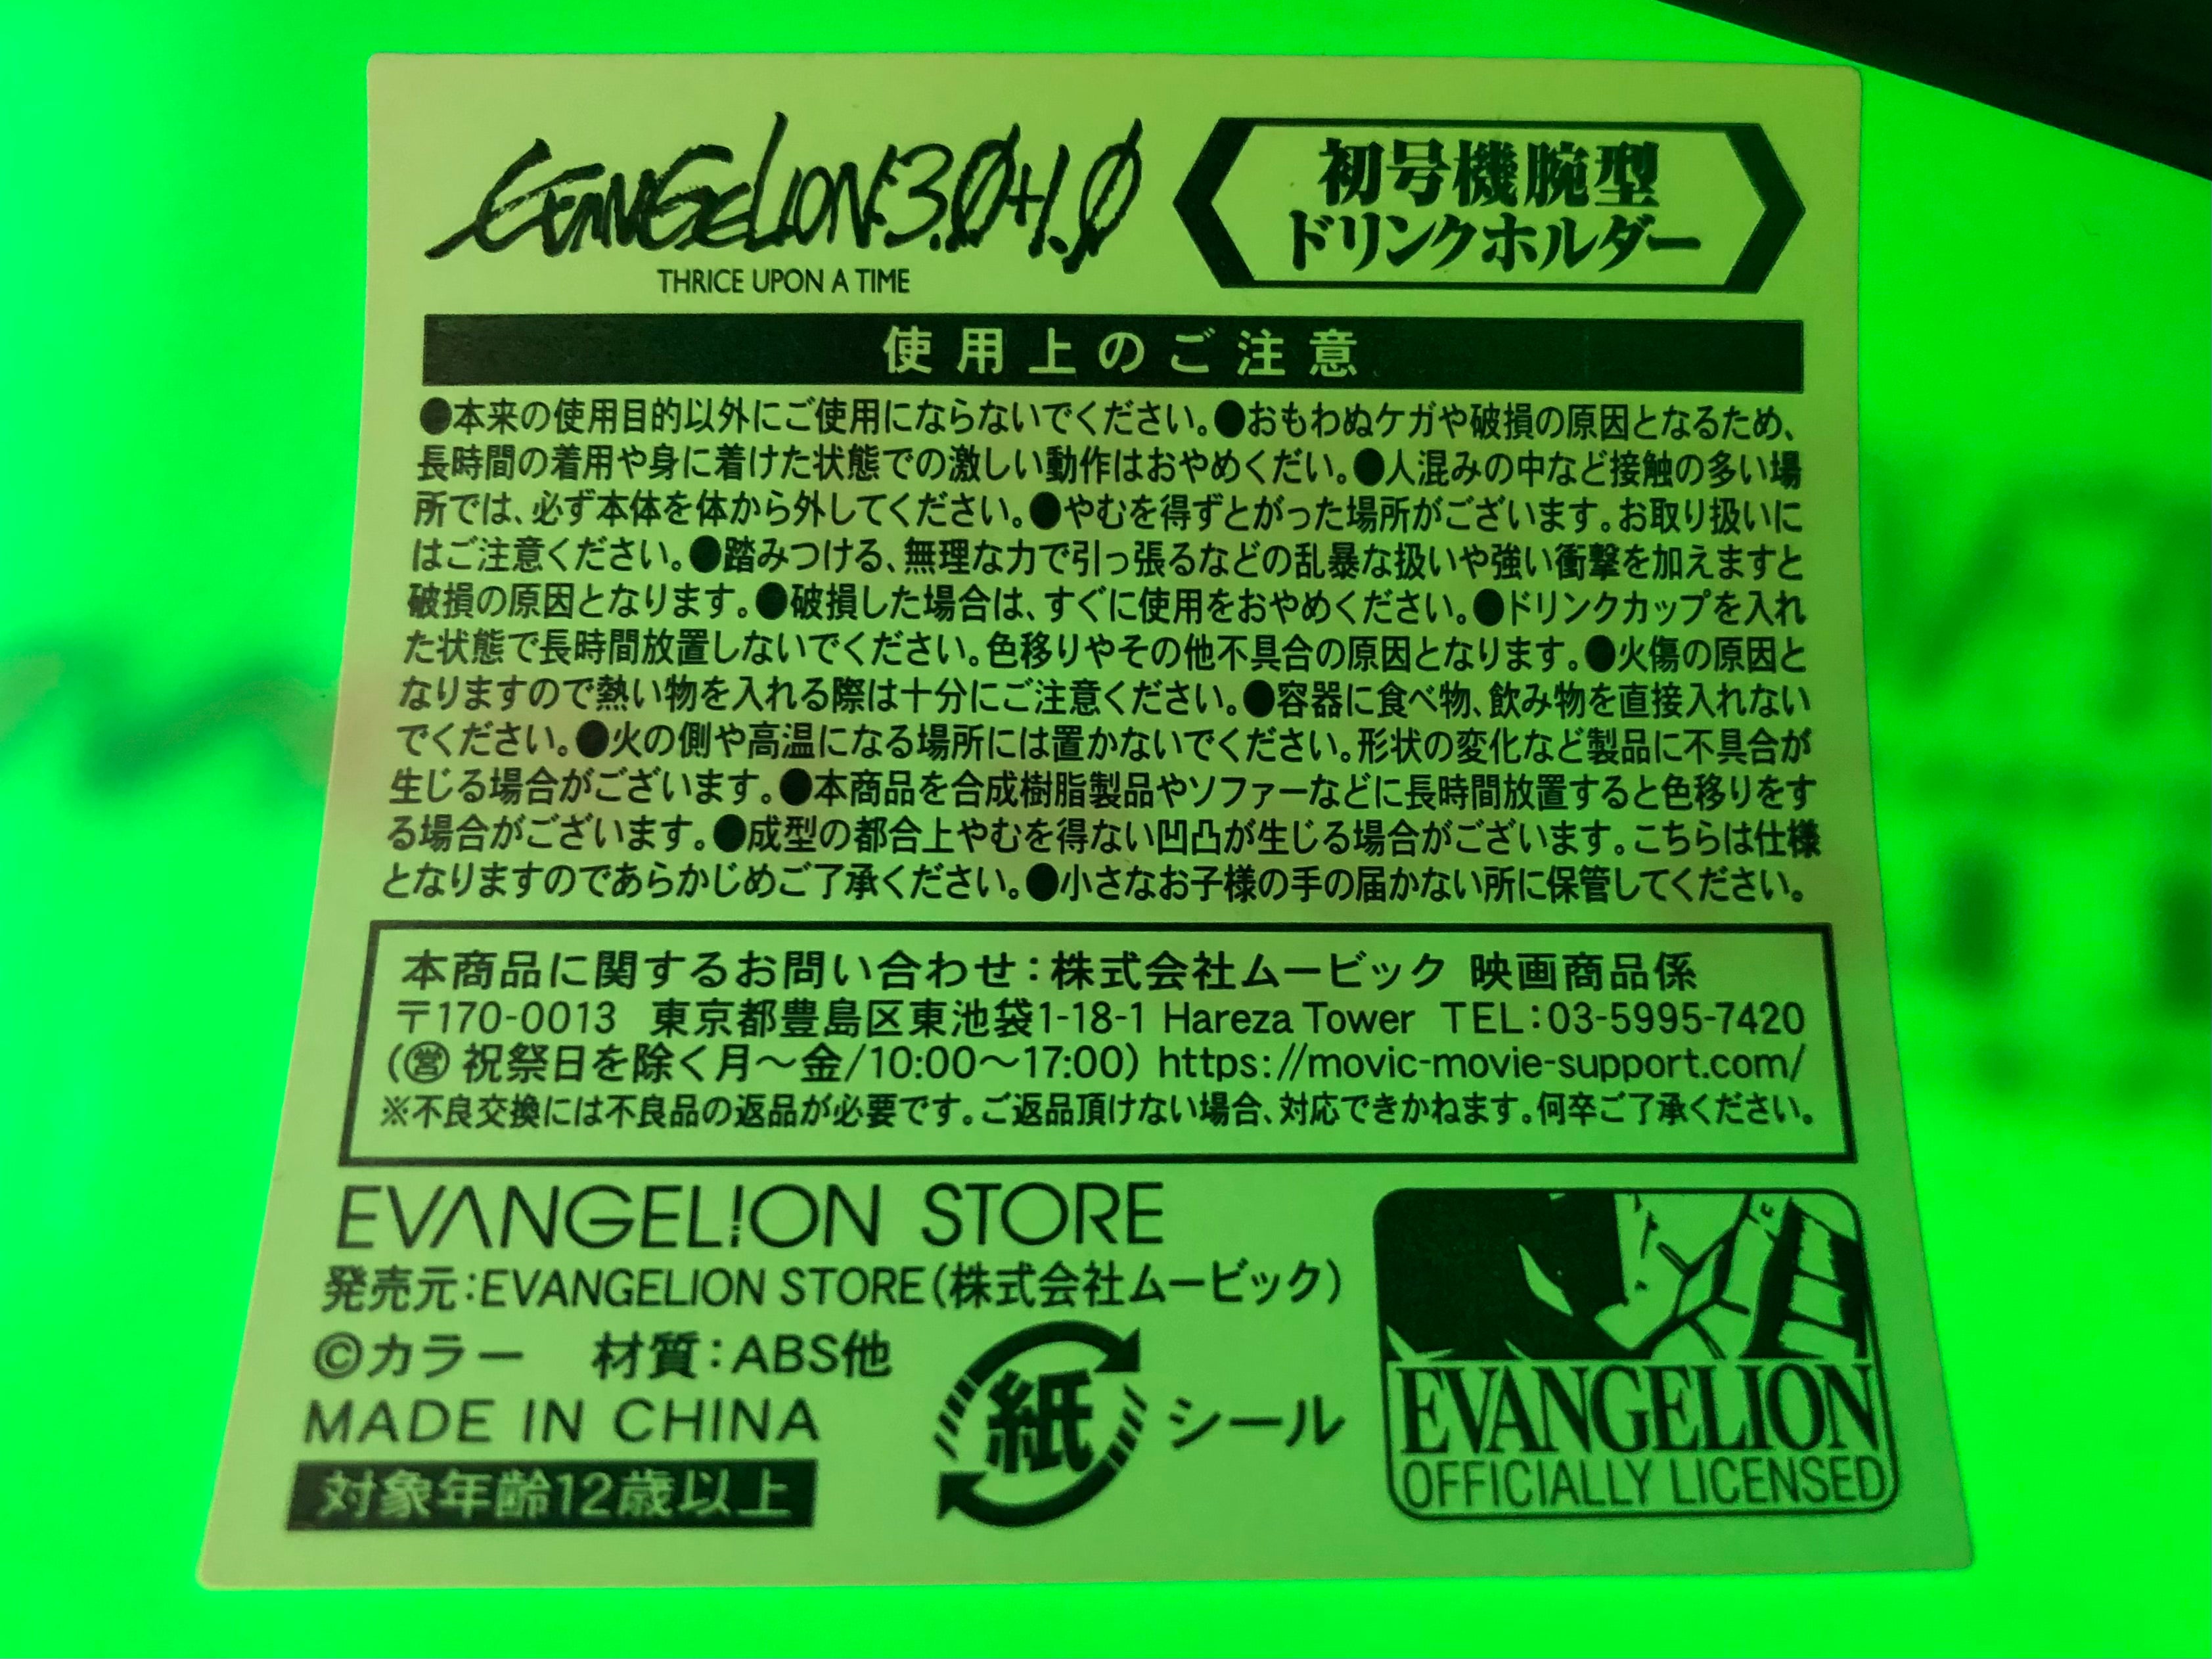 EVANGELION:3.0+1.0
THRICE UPON A TIME
初号機腕型
ドリンクホルダー
使用上のご注意
●本来の使用目的以外にご使用にならないでください。●おもわぬケガや破損の原因となるため、
長時間の着用や身に着けた状態での激しい動作はおやめくだい。●人混みの中など接触の多い場
所では、必ず本体を体から外してください。●やむを得ずとがった場所がございます。お取り扱いに
はご注意ください。●踏みつける、無理な力で引っ張るなどの乱暴な扱いや強い衝撃を加えますと
破損の原因となります。●破損した場合は、すぐに使用をおやめください。●ドリンクカップを入れ
た状態で長時間放置しないでください。色移りやその他不具合の原因となります。●火傷の原因と
なりますので熱い物を入れる際は十分にご注意ください。●容器に食べ物、飲み物を直接入れない
でください。●火の側や高温になる場所には置かないでください。形状の変化など製品に不具合が
生じる場合がございます。●本商品を合成樹脂製品やソファーなどに長時間放置すると色移りをす
る場合がございます。●成型の都合上やむを得ない凹凸が生じる場合がございます。こちらは仕様
となりますのであらかじめご了承ください。●小さなお子様の手の届かない所に保管してください。
本商品に関するお問い合わせ：株式会社ムービック 映画商品係
〒170-0013 東京都豊島区東池袋1-18-1 Hareza Tower TEL：03-5995-7420
(㊡ 祝祭日を除く月～金/10:00～17:00) https://movic-movie-support.com/
※不良交換には不良品の返品が必要です。ご返品頂けない場合、対応できかねます。何卒ご了承ください。
EVANGEL!ON STORE
発売元：EVANGELION STORE（株式会社ムービック）
©カラー 材質：ABS他
MADE IN CHINA
対象年齢12歳以上
紙 シール
EVANGELION
OFFICIALLY LICENSED